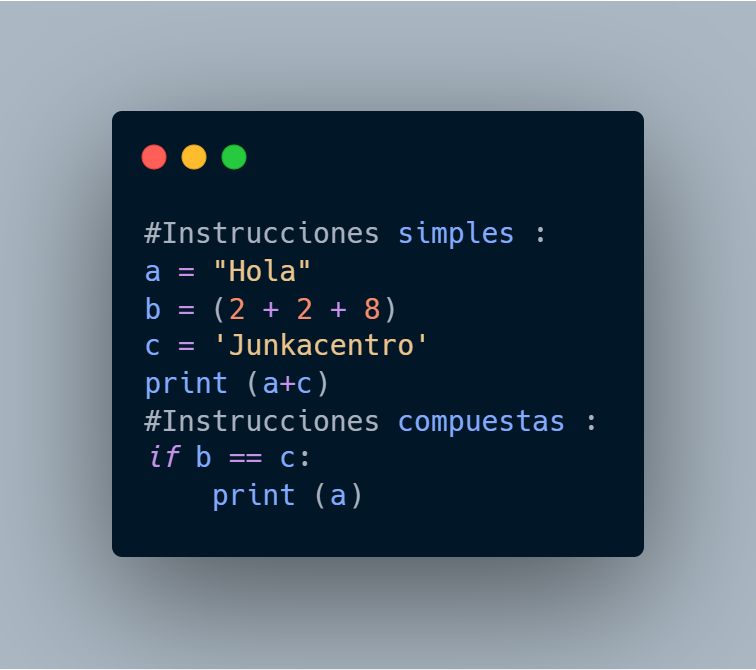 #Instrucciones simples :
a = "Hola"
b = (2 + 2 + 8)
c = 'Junkacentro'
print (a+c)
#Instrucciones compuestas :
if b == c:
    print (a)